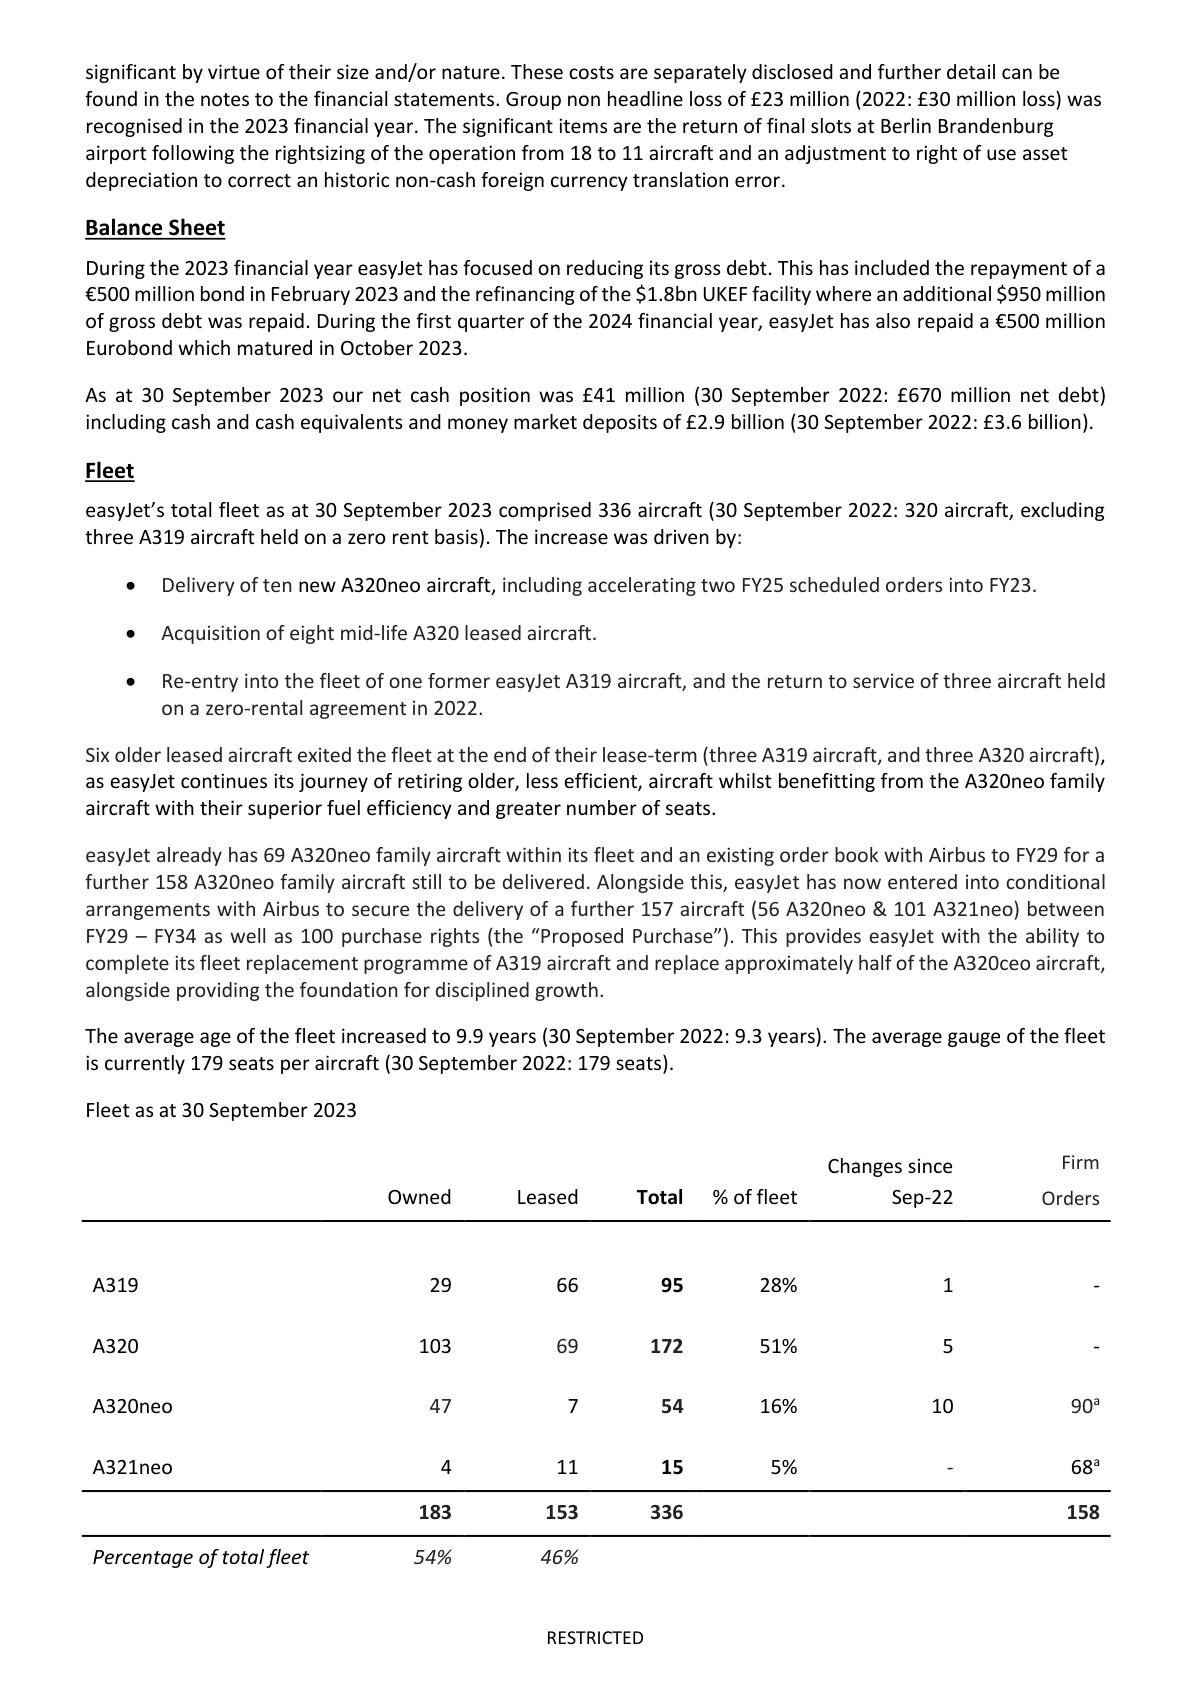 significant by virtue of their size and/or nature. These costs are separately disclosed and further detail can be
found in the notes to the financial statements. Group non headline loss of £23 million (2022: £30 million loss) was
recognised in the 2023 financial year. The significant items are the return of final slots at Berlin Brandenburg
airport following the rightsizing of the operation from 18 to 11 aircraft and an adjustment to right of use asset
depreciation to correct an historic non-cash foreign currency translation error.
Balance Sheet
During the 2023 financial year easyJet has focused on reducing its gross debt. This has included the repayment of a
€500 million bond in February 2023 and the refinancing of the $1.8bn UKEF facility where an additional $950 million
of gross debt was repaid. During the first quarter of the 2024 financial year, easyJet has also repaid a €500 million
Eurobond which matured in October 2023.
As at 30 September 2023 our net cash position was £41 million (30 September 2022: £670 million net debt)
including cash and cash equivalents and money market deposits of £2.9 billion (30 September 2022: £3.6 billion).
Fleet
easyJet’s total fleet as at 30 September 2023 comprised 336 aircraft (30 September 2022: 320 aircraft, excluding
three A319 aircraft held on a zero rent basis). The increase was driven by:
• Delivery of ten new A320neo aircraft, including accelerating two FY25 scheduled orders into FY23.
• Acquisition of eight mid-life A320 leased aircraft.
• Re-entry into the fleet of one former easyJet A319 aircraft, and the return to service of three aircraft held
on a zero-rental agreement in 2022.
Six older leased aircraft exited the fleet at the end of their lease-term (three A319 aircraft, and three A320 aircraft),
as easyJet continues its journey of retiring older, less efficient, aircraft whilst benefitting from the A320neo family
aircraft with their superior fuel efficiency and greater number of seats.
easyJet already has 69 A320neo family aircraft within its fleet and an existing order book with Airbus to FY29 for a
further 158 A320neo family aircraft still to be delivered. Alongside this, easyJet has now entered into conditional
arrangements with Airbus to secure the delivery of a further 157 aircraft (56 A320neo & 101 A321neo) between
FY29 – FY34 as well as 100 purchase rights (the “Proposed Purchase”). This provides easyJet with the ability to
complete its fleet replacement programme of A319 aircraft and replace approximately half of the A320ceo aircraft,
alongside providing the foundation for disciplined growth.
The average age of the fleet increased to 9.9 years (30 September 2022: 9.3 years). The average gauge of the fleet
is currently 179 seats per aircraft (30 September 2022: 179 seats).
Fleet as at 30 September 2023
Changes since Firm
Owned Leased Total % of fleet Sep-22 Orders
A319 29 66 95 28% 1 -
A320 103 69 172 51% 5 -
A320neo 47 7 54 16% 10 90ª
A321neo 4 11 15 5% - 68ª
183 153 336 158
Percentage of total fleet 54% 46%
RESTRICTED